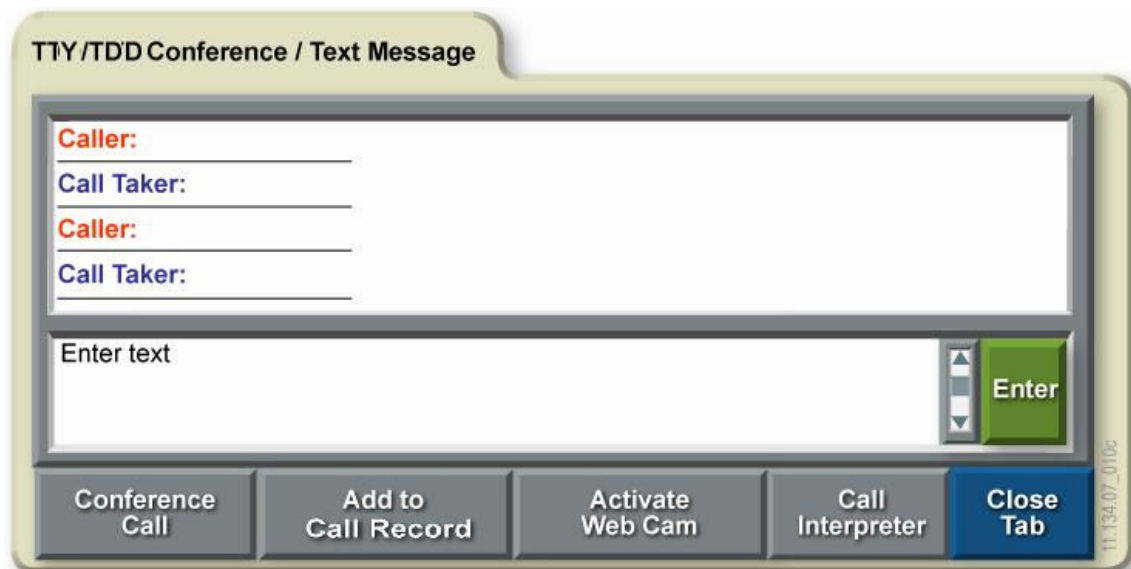 TTY/TDD Conference / Text Message
Caller:
Call Taker:
Caller:
Call Taker:
Enter text
Enter
Conference
Call
Add to
Call Record
Activate
Web Cam
Call
Interpreter
Close
Tab
11.134.07_010c